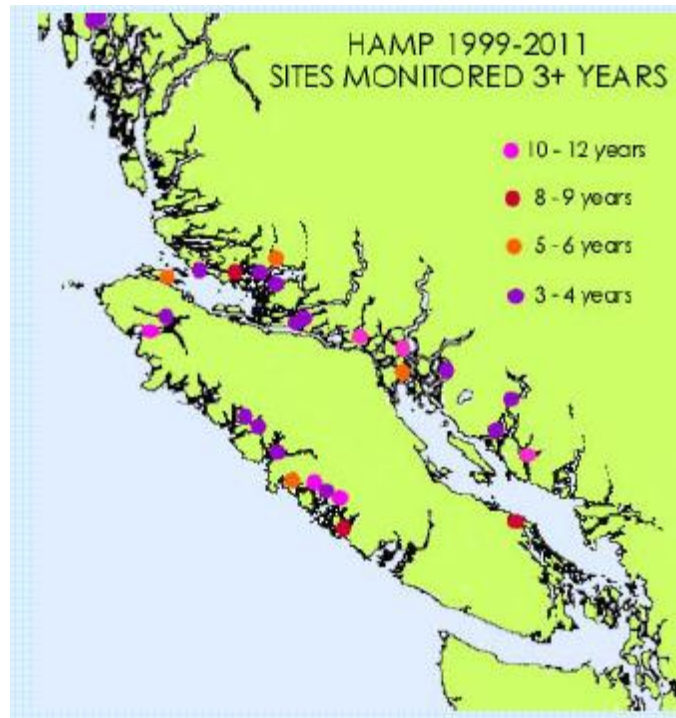 HAMP 1999-2011
SITES MONITORED 3+ YEARS
10 - 12 years
8 - 9 years
5 - 6 years
3 - 4 years